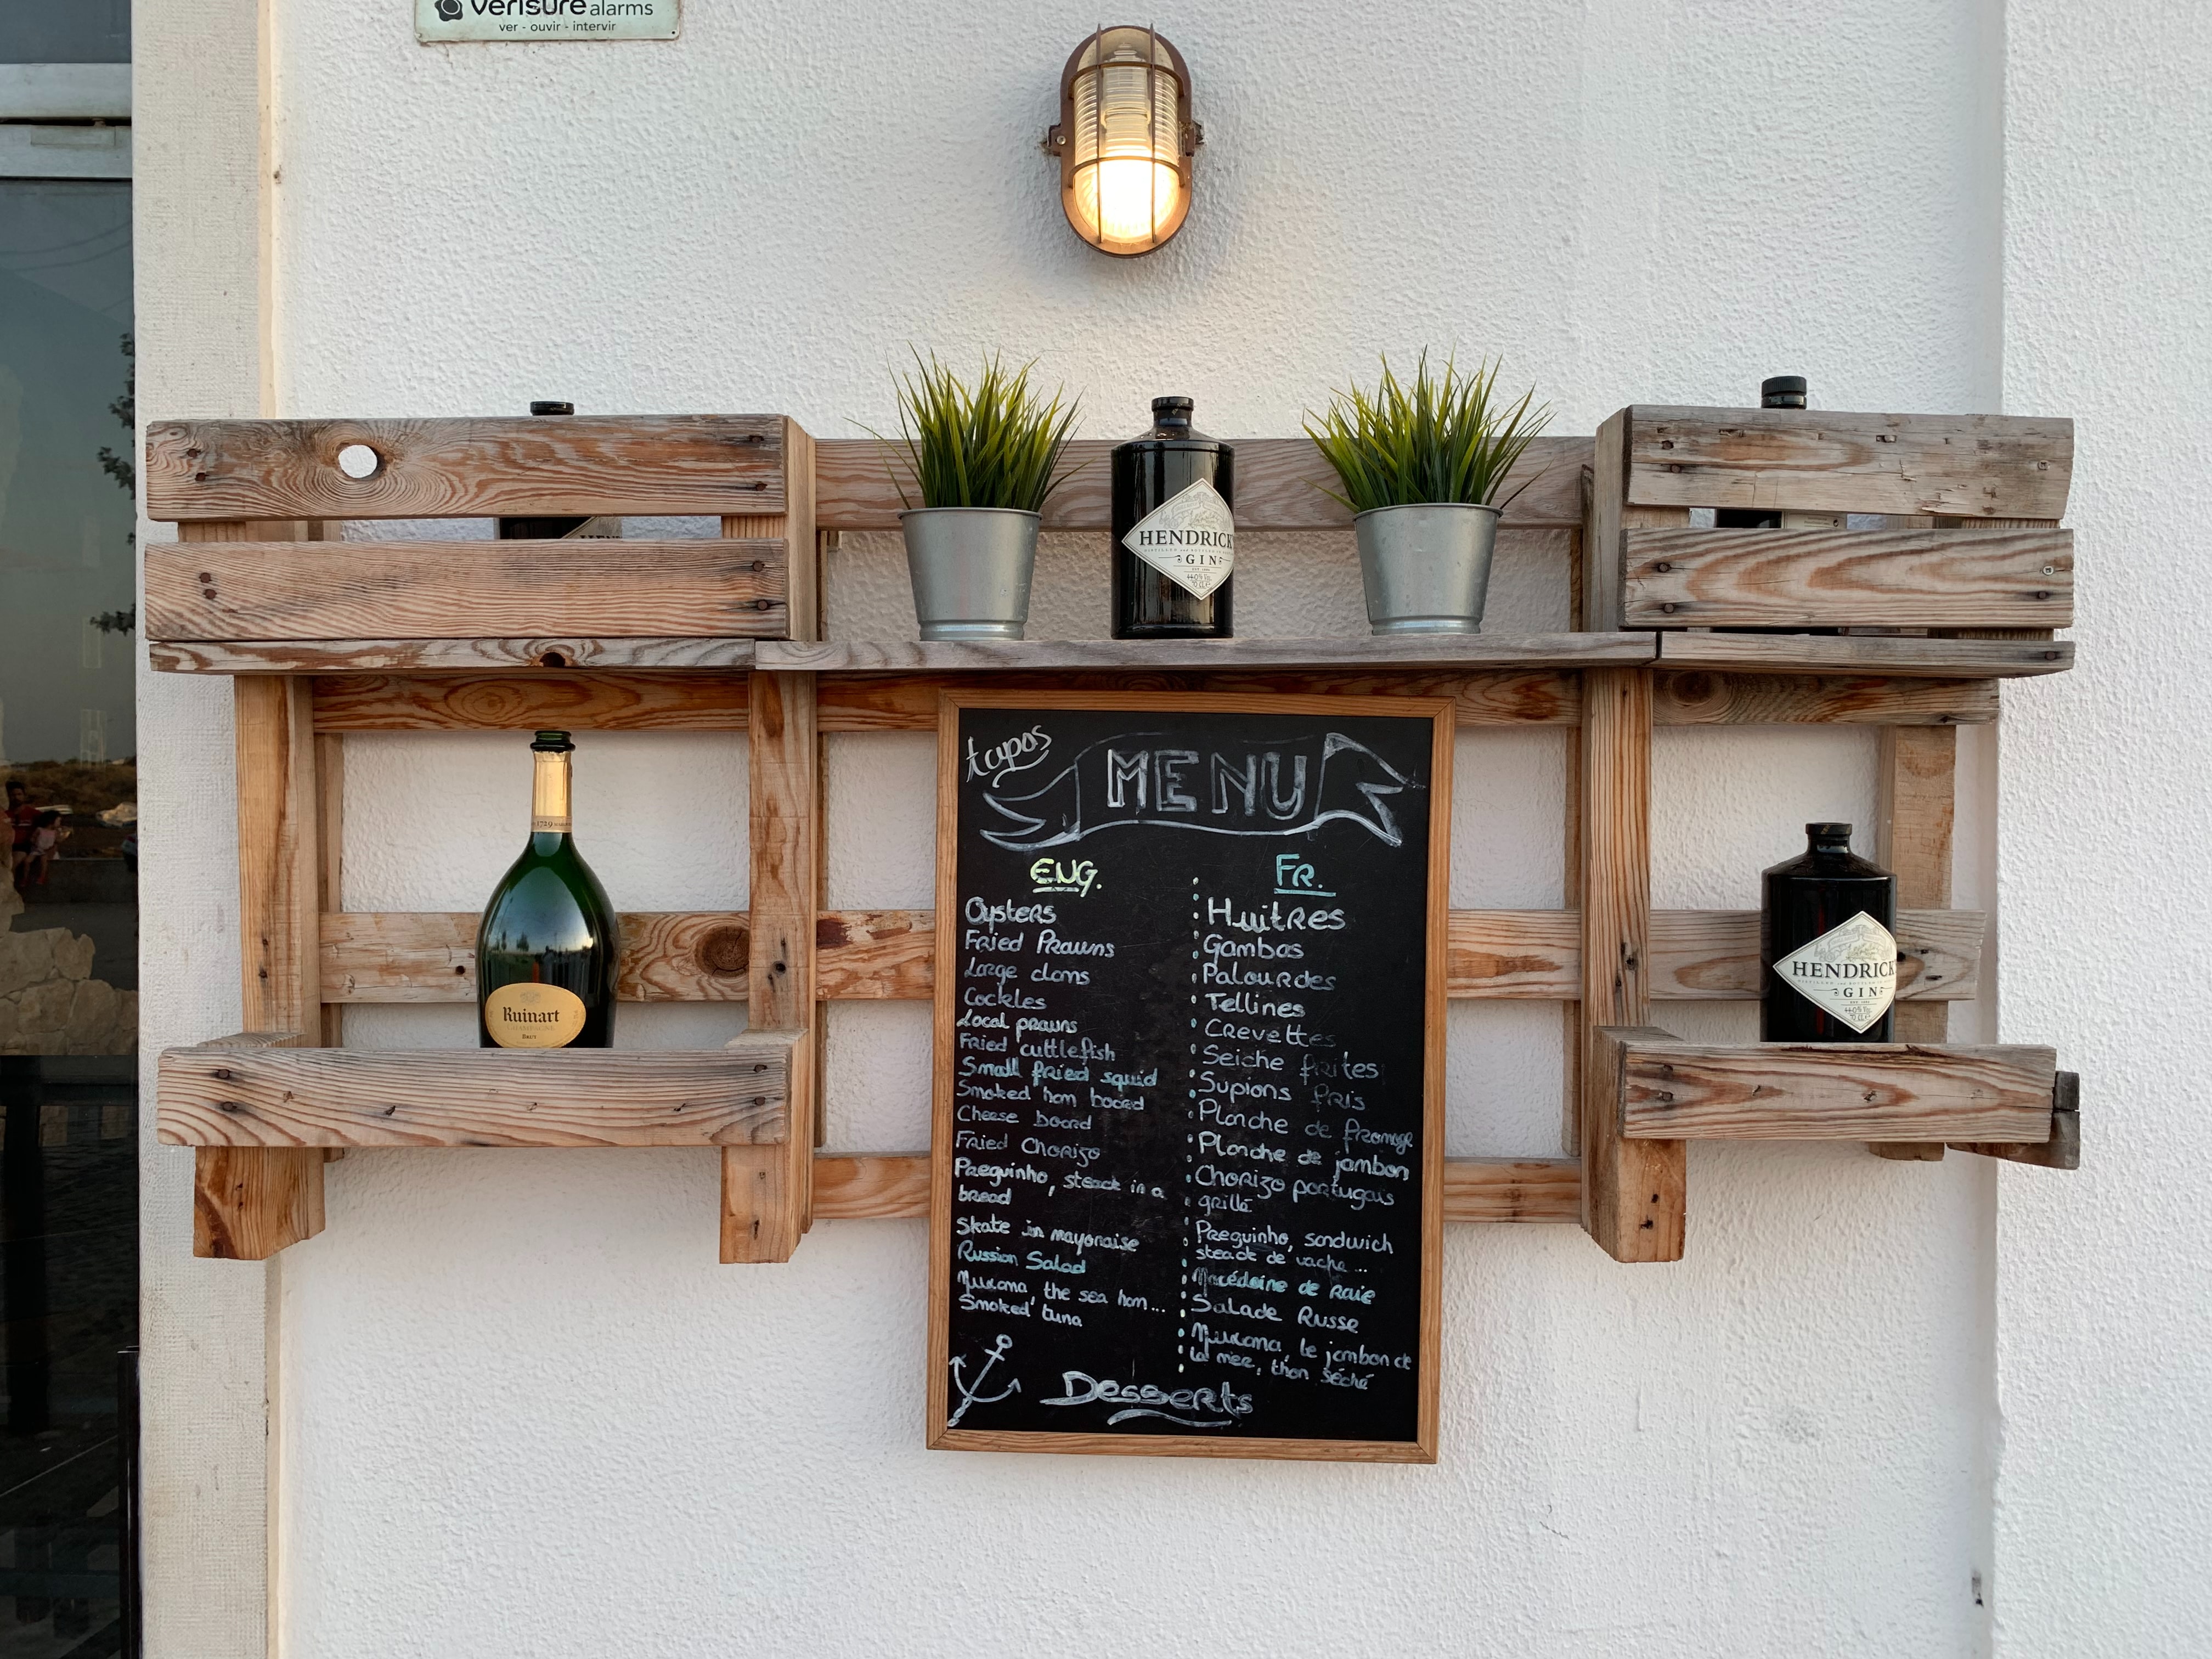 verisure alarms
ver - ouvir - intervir
HENDRICK'
GIN
HENDRICK
GIN
1729
Ruinart
CHAMPAGNE
Brut
tapas
MENU
ENG.
Oysters
Fried Prawns
Large clams
Cockles
Local prawns
Fried cuttlefish
Small fried squid
Smoked ham board
Cheese board
Fried Chorizo
Preguinho, steack in a
bread
Skate in mayonaise
Russian Salad
Muxama, the sea ham...
Smoked tuna
FR.
Huitres
Gambas
Palourdes
Tellines
Crevettes
Seiche frites
Supions fris
Planche de fromage
Planche de jambon
Chorizo portugais
grillé
Preguinho, sandwich
steack de vache...
Macédoine de Raie
Salade Russe
Muxama, le jambon de
la mer, thon séché
Desserts